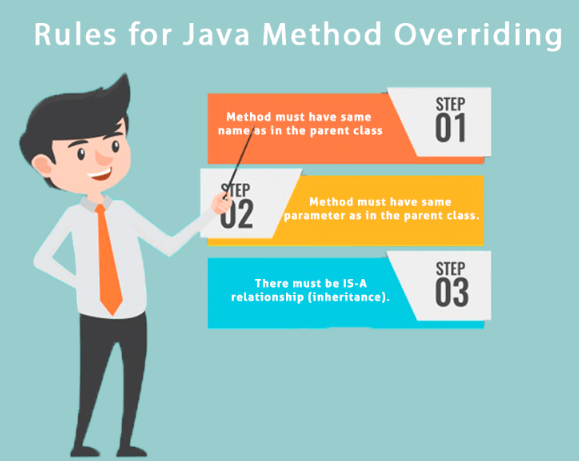 Rules for Java Method Overriding
Method must have same
name as in the parent class
STEP
01
STEP
02
Method must have same
parameter as in the parent class.
There must be IS-A
relationship (inheritance).
STEP
03